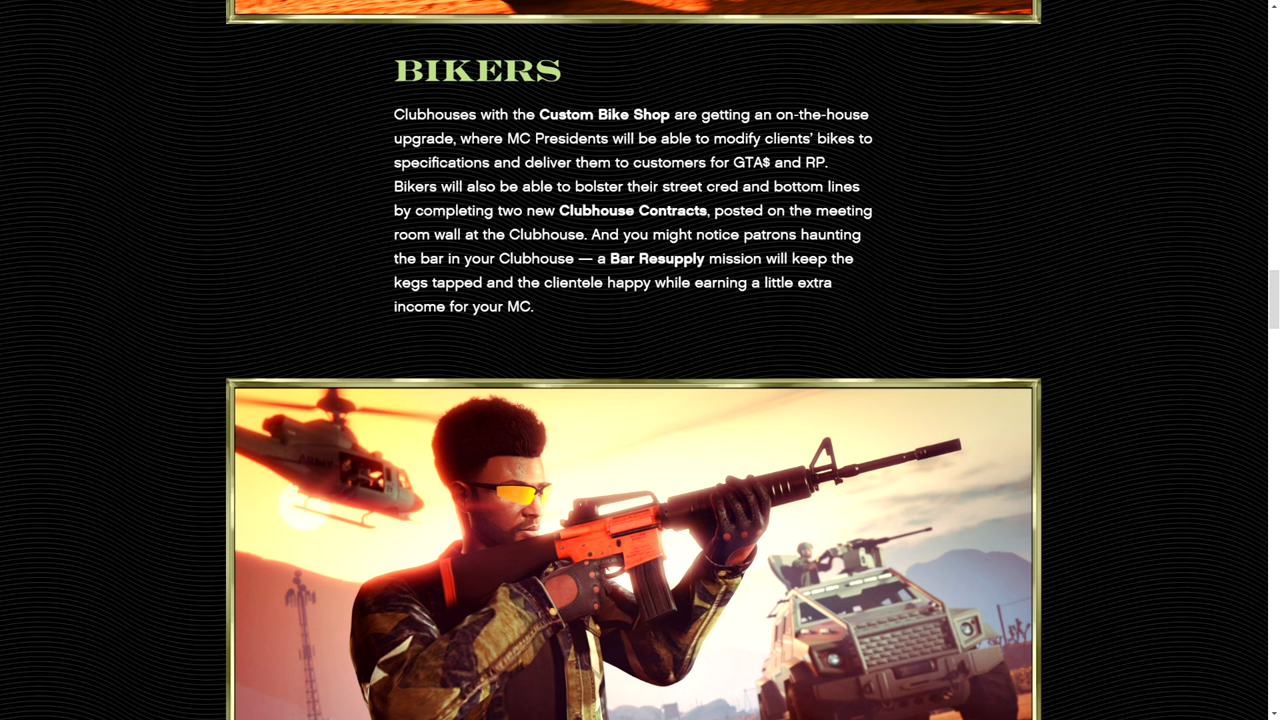 BIKERS
Clubhouses with the Custom Bike Shop are getting an on-the-house
upgrade, where MC Presidents will be able to modify clients' bikes to
specifications and deliver them to customers for GTA$ and RP.
Bikers will also be able to bolster their street cred and bottom lines
by completing two new Clubhouse Contracts, posted on the meeting
room wall at the Clubhouse. And you might notice patrons haunting
the bar in your Clubhouse — a Bar Resupply mission will keep the
kegs tapped and the clientele happy while earning a little extra
income for your MC.
ARMY